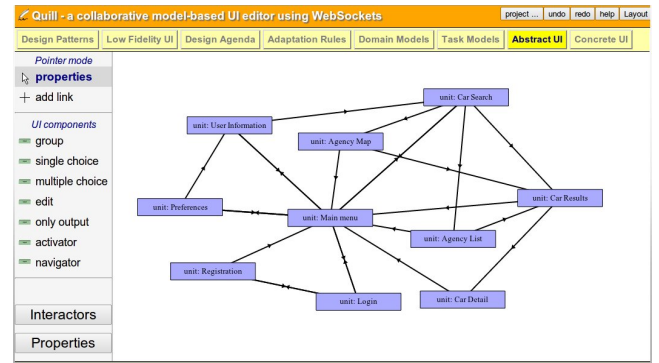 Quill - a collaborative model-based UI editor using WebSockets
project ... undo redo help Layout
Design Patterns Low Fidelity UI Design Agenda Adaptation Rules Domain Models Task Models Abstract UI Concrete UI
Pointer mode
properties
+ add link
UI components
group
single choice
multiple choice
edit
only output
activator
navigator
Interactors
Properties
unit: Car Search
unit: User Information
unit: Agency Map
unit: Car Results
unit: Preferences
unit: Main menu
unit: Agency List
unit: Registration
unit: Login
unit: Car Detail